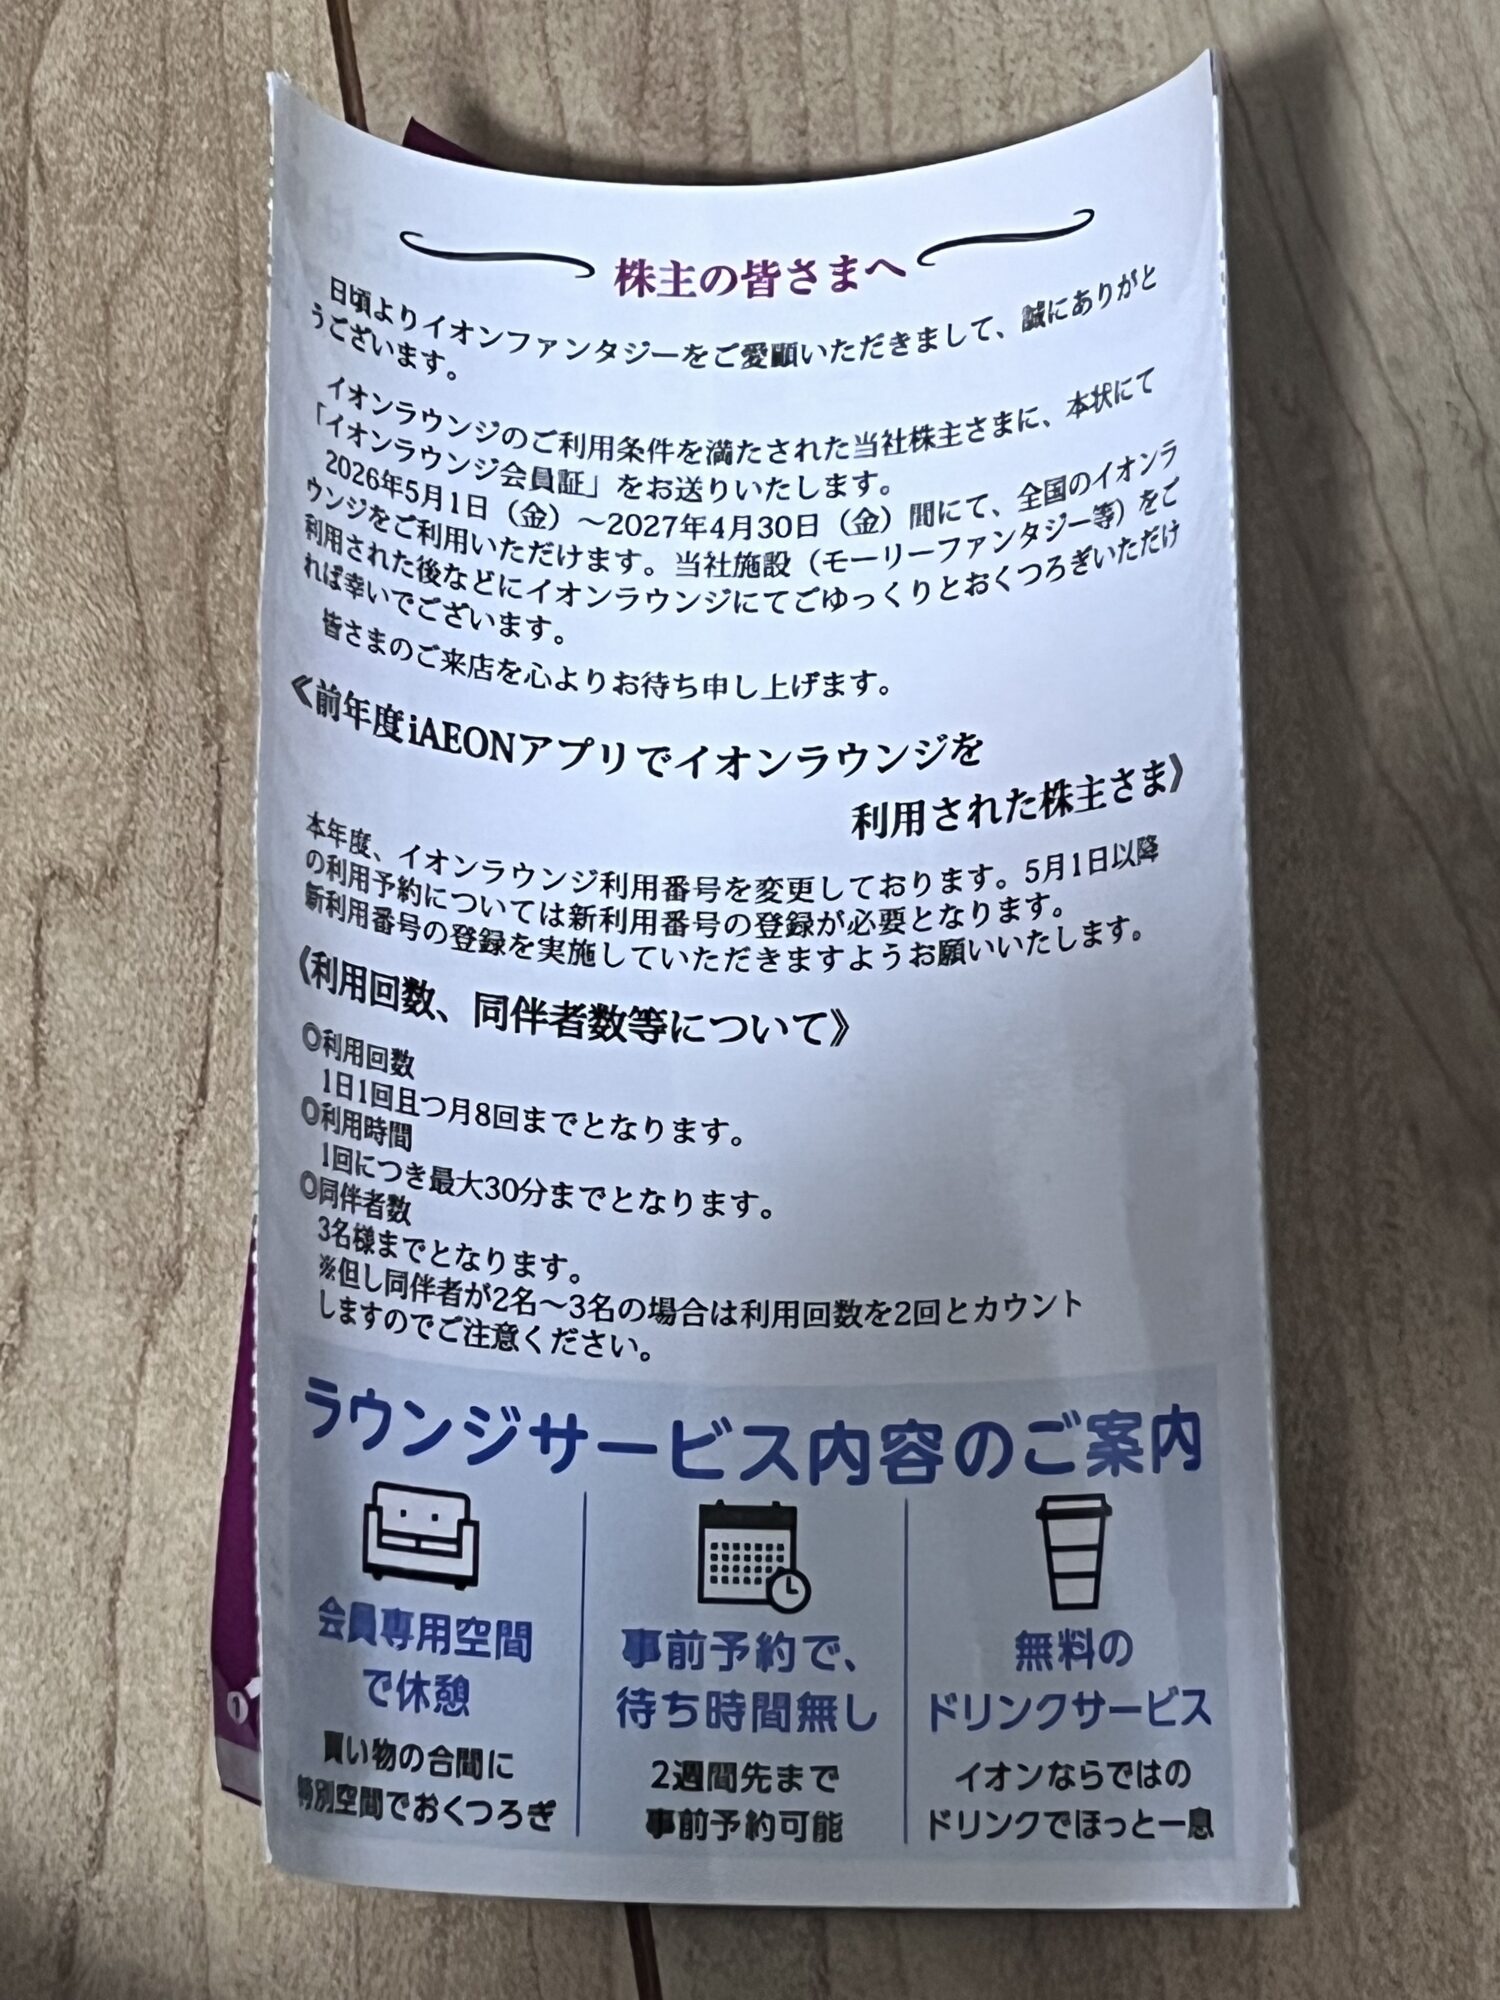 株主の皆さまへ
日頃よりイオンファンタジーをご愛顧いただきまして、誠にありがと
うございます。
イオンラウンジのご利用条件を満たされた当社株主さまに、本状にて
「イオンラウンジ会員証」をお送りいたします。
2026年5月1日（金）～2027年4月30日（金）間にて、全国のイオンラ
ウンジをご利用いただけます。当社施設（モーリーファンタジー等）をご
利用された後などにイオンラウンジにてごゆっくりとおくつろぎいただけ
れば幸いでございます。
皆さまのご来店を心よりお待ち申し上げます。
《前年度iAEONアプリでイオンラウンジを
利用された株主さま》
本年度、イオンラウンジ利用番号を変更しております。5月1日以降
の利用予約については新利用番号の登録が必要となります。
新利用番号の登録を実施していただきますようお願いいたします。
《利用回数、同伴者数等について》
◎利用回数
1日1回且つ月8回までとなります。
◎利用時間
1回につき最大30分までとなります。
◎同伴者数
3名様までとなります。
※但し同伴者が2名～3名の場合は利用回数を2回とカウント
しますのでご注意ください。
ラウンジサービス内容のご案内
会員専用空間
で休憩
買い物の合間に
特別空間でおくつろぎ
事前予約で、
待ち時間無し
2週間先まで
事前予約可能
無料の
ドリンクサービス
イオンならではの
ドリンクでほっと一息
1